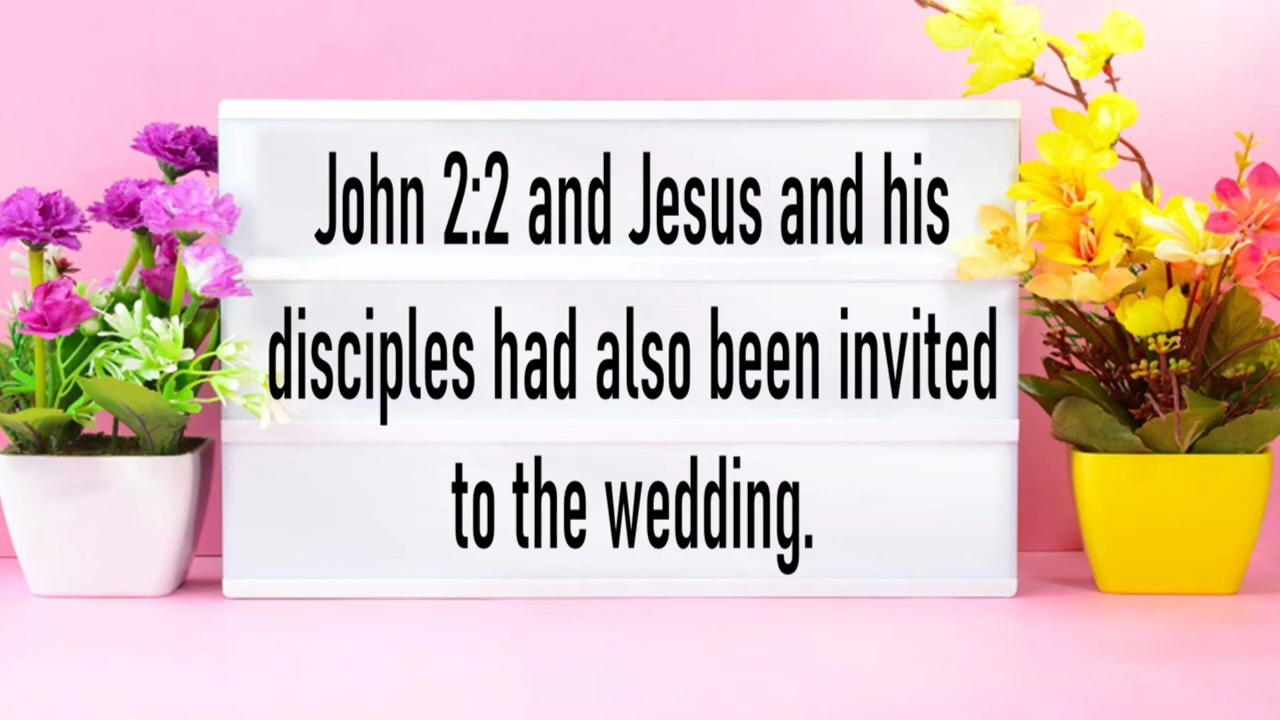 John 2:2 and Jesus and his
disciples had also been invited
to the wedding.